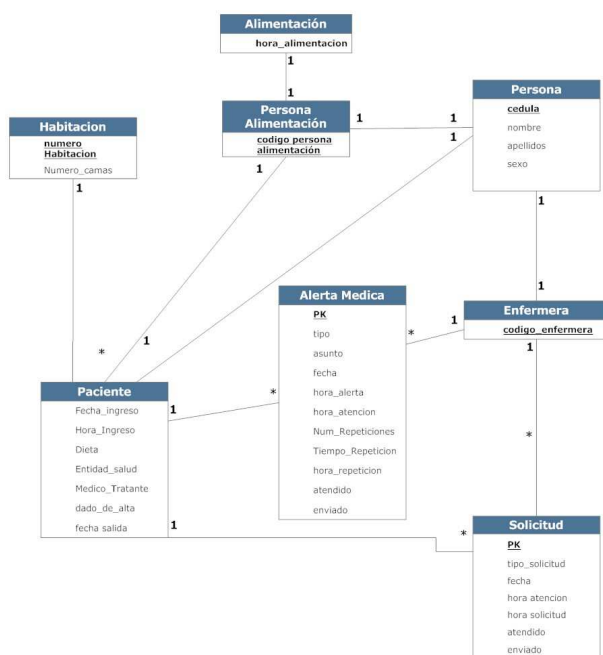 Alimentación
hora_alimentacion
1
1
Persona
Alimentación
codigo persona
alimentación
1
1
Persona
cedula
nombre
apellidos
sexo
1
1
1
Habitacion
numero
Habitacion
Numero_camas
1
*
1
1
Enfermera
codigo_enfermera
1
1
*
Alerta Medica
PK
tipo
asunto
fecha
hora_alerta
hora_atencion
Num_Repeticiones
Tiempo_Repeticion
hora_repeticion
atendido
enviado
*
*
Paciente
Fecha_ingreso
Hora_Ingreso
Dieta
Entidad_salud
Medico_Tratante
dado_de_alta
fecha salida
1
1
*
Solicitud
PK
tipo_solicitud
fecha
hora atencion
hora solicitud
atendido
enviado